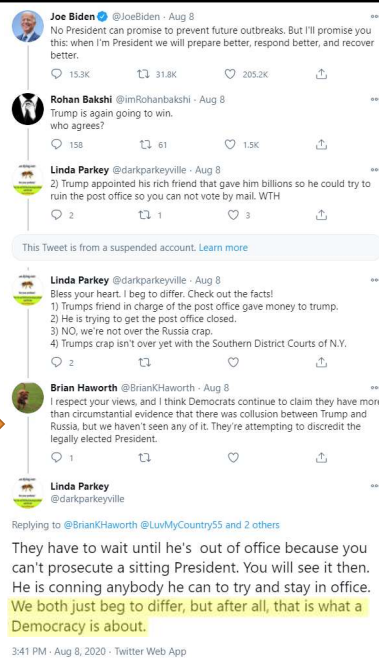 Joe Biden @JoeBiden · Aug 8
No President can promise to prevent future outbreaks. But I'll promise you
this: when I'm President we will prepare better, respond better, and recover
better.
15.3K 31.8K 205.2K
Rohan Bakshi @imRohanbakshi · Aug 8
Trump is again going to win.
who agrees?
158 61 1.5K
Linda Parkey @darkparkeyville · Aug 8
2) Trump appointed his rich friend that gave him billions so he could try to
ruin the post office so you can not vote by mail. WTH
2 1 3
This Tweet is from a suspended account. Learn more
Linda Parkey @darkparkeyville · Aug 8
Bless your heart. I beg to differ. Check out the facts!
1) Trumps friend in charge of the post office gave money to trump.
2) He is trying to get the post office closed.
3) NO, we're not over the Russia crap.
4) Trumps crap isn't over yet with the Southern District Courts of N.Y.
2
Brian Haworth @BrianKHaworth · Aug 8
I respect your views, and I think Democrats continue to claim they have more
than circumstantial evidence that there was collusion between Trump and
Russia, but we haven't seen any of it. They're attempting to discredit the
legally elected President.
1
Linda Parkey
@darkparkeyville
Replying to @BrianKHaworth @LuvMyCountry55 and 2 others
They have to wait until he's out of office because you
can't prosecute a sitting President. You will see it then.
He is conning anybody he can to try and stay in office.
We both just beg to differ, but after all, that is what a
Democracy is about.
3:41 PM · Aug 8, 2020 · Twitter Web App